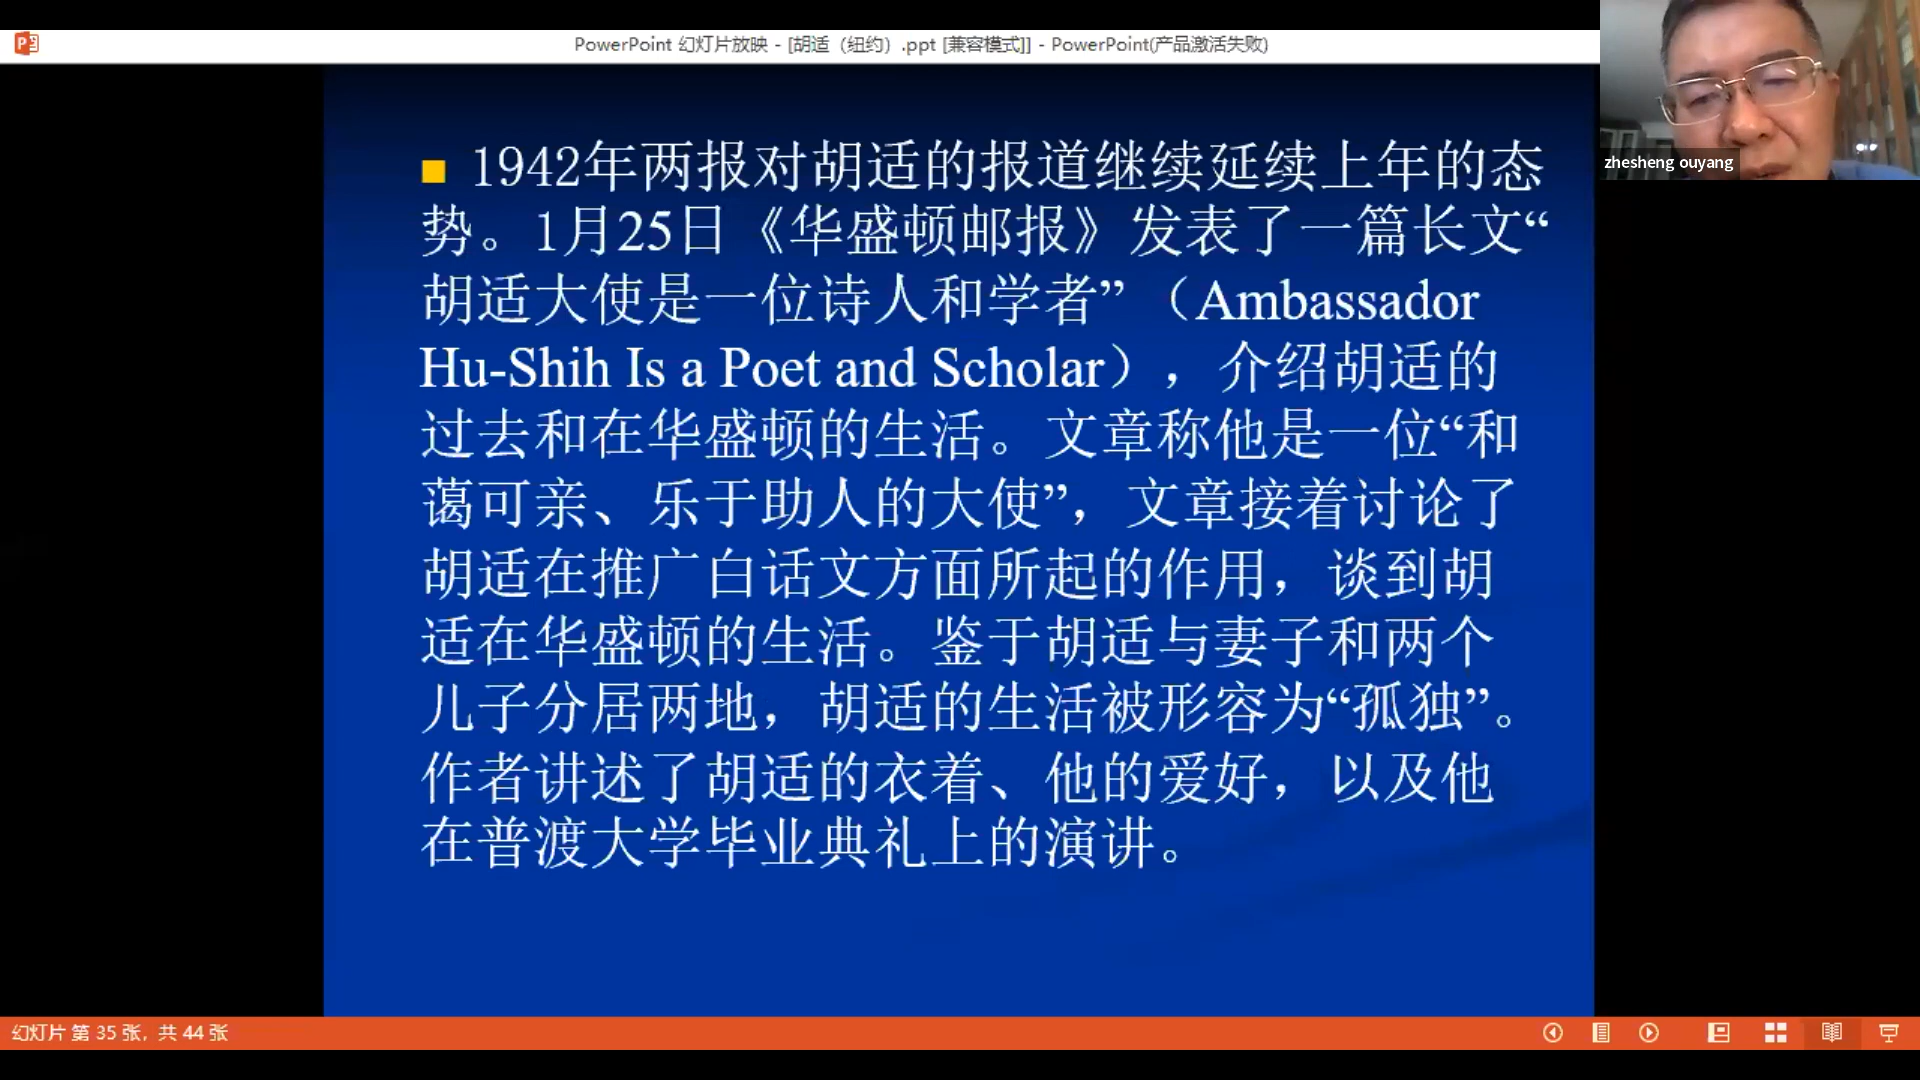 PowerPoint 幻灯片放映 - [胡适（纽约）.ppt [兼容模式]] - PowerPoint(产品激活失败)
zhesheng ouyang
1942年两报对胡适的报道继续延续上年的态
势。1月25日《华盛顿邮报》发表了一篇长文“
胡适大使是一位诗人和学者”（Ambassador
Hu-Shih Is a Poet and Scholar），介绍胡适的
过去和在华盛顿的生活。文章称他是一位“和
蔼可亲、乐于助人的大使”，文章接着讨论了
胡适在推广白话文方面所起的作用，谈到胡
适在华盛顿的生活。鉴于胡适与妻子和两个
儿子分居两地，胡适的生活被形容为“孤独”。
作者讲述了胡适的衣着、他的爱好，以及他
在普渡大学毕业典礼上的演讲。
幻灯片 第 35 张，共 44 张